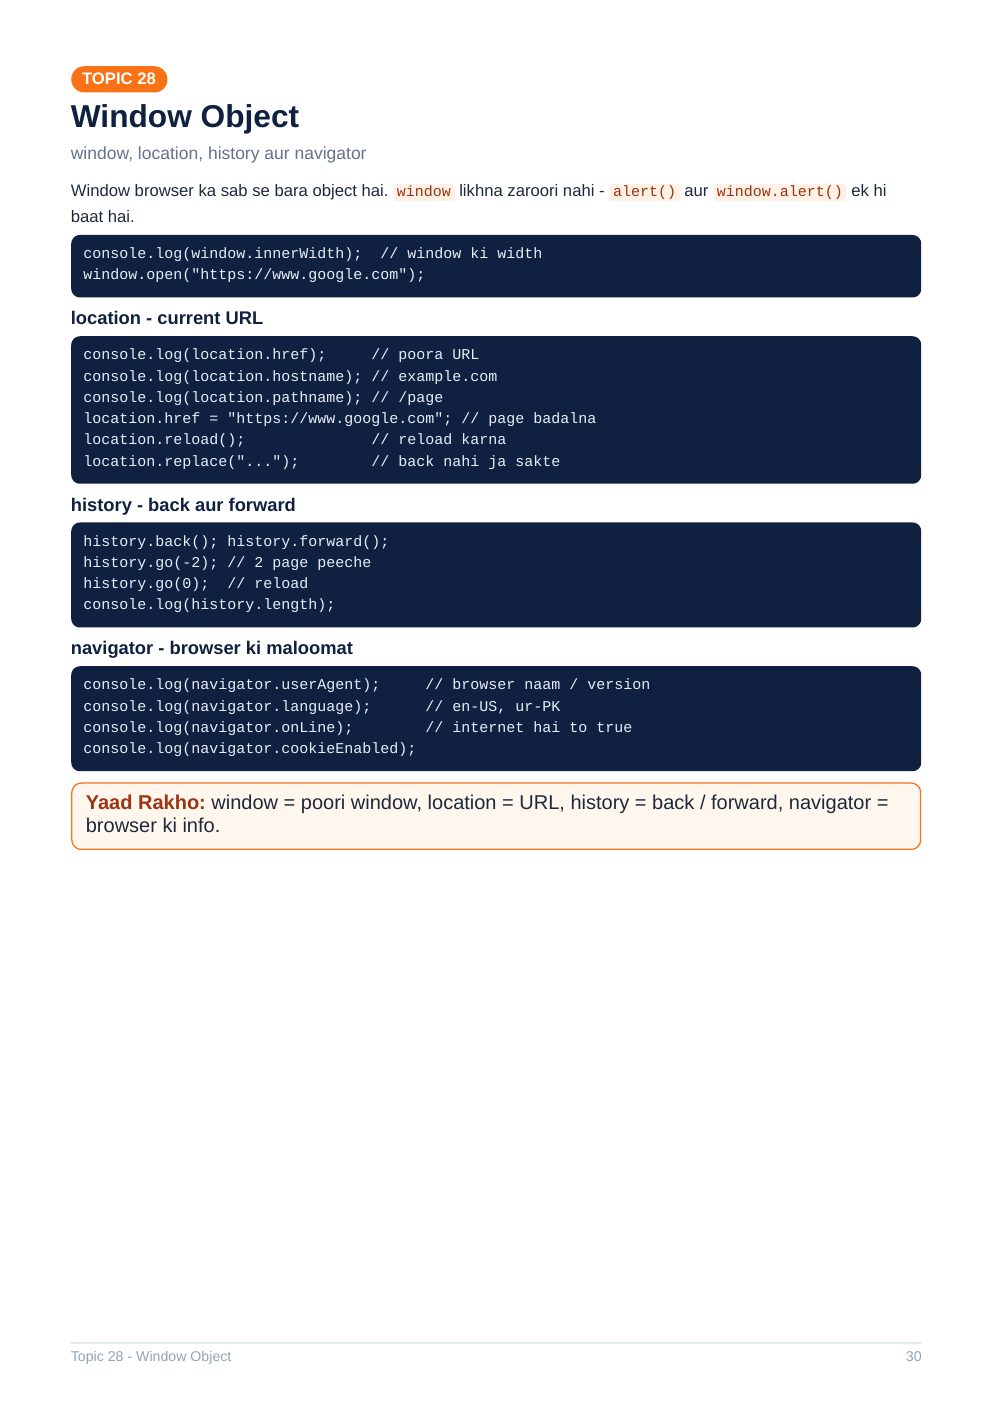 TOPIC 28
Window Object
window, location, history aur navigator
Window browser ka sab se bara object hai. window likhna zaroori nahi - alert() aur window.alert() ek hi
baat hai.
console.log(window.innerWidth);  // window ki width
window.open("https://www.google.com");
location - current URL
console.log(location.href);     // poora URL
console.log(location.hostname); // example.com
console.log(location.pathname); // /page
location.href = "https://www.google.com"; // page badalna
location.reload();              // reload karna
location.replace("...");        // back nahi ja sakte
history - back aur forward
history.back(); history.forward();
history.go(-2); // 2 page peeche
history.go(0);  // reload
console.log(history.length);
navigator - browser ki maloomat
console.log(navigator.userAgent);     // browser naam / version
console.log(navigator.language);      // en-US, ur-PK
console.log(navigator.onLine);        // internet hai to true
console.log(navigator.cookieEnabled);
Yaad Rakho: window = poori window, location = URL, history = back / forward, navigator =
browser ki info.
Topic 28 - Window Object 30